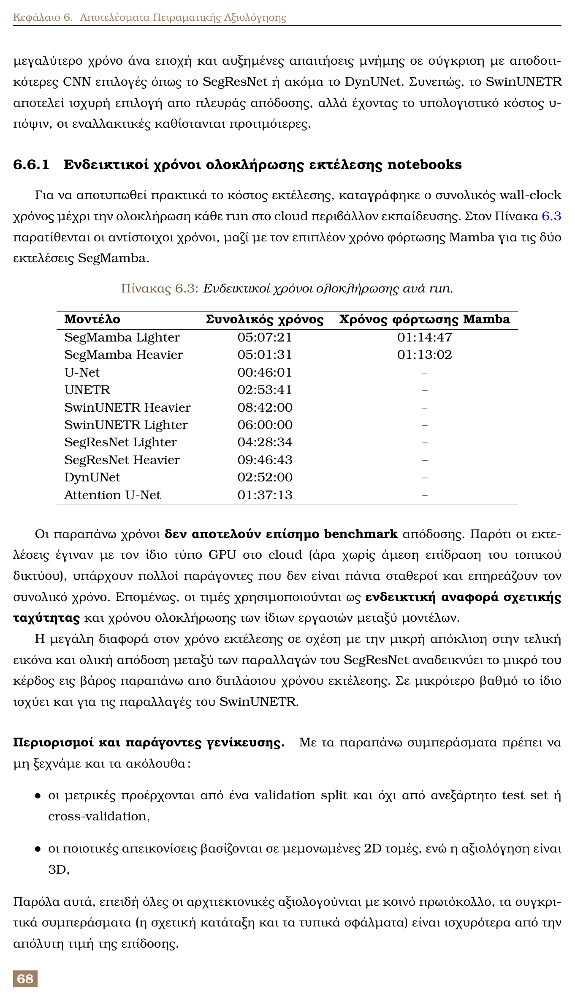 Κεφάλαιο 6. Αποτελέσματα Πειραματικής Αξιολόγησης
μεγαλύτερο χρόνο άνα εποχή και αυξημένες απαιτήσεις μνήμης σε σύγκριση με αποδοτι-
κότερες CNN επιλογές όπως το SegResNet ή ακόμα το DynUNet. Συνεπώς, το SwinUNETR
αποτελεί ισχυρή επιλογή απο πλευράς απόδοσης, αλλά έχοντας το υπολογιστικό κόστος υ-
πόψιν, οι εναλλακτικές καθίστανται προτιμότερες.
6.6.1 Ενδεικτικοί χρόνοι ολοκλήρωσης εκτέλεσης notebooks
Για να αποτυπωθεί πρακτικά το κόστος εκτέλεσης, καταγράφηκε ο συνολικός wall-clock
χρόνος μέχρι την ολοκλήρωση κάθε run στο cloud περιβάλλον εκπαίδευσης. Στον Πίνακα 6.3
παρατίθενται οι αντίστοιχοι χρόνοι, μαζί με τον επιπλέον χρόνο φόρτωσης Mamba για τις δύο
εκτελέσεις SegMamba.
Πίνακας 6.3: Ενδεικτικοί χρόνοι ολοκλήρωσης ανά run.
Μοντέλο Συνολικός χρόνος Χρόνος φόρτωσης Mamba
SegMamba Lighter 05:07:21 01:14:47
SegMamba Heavier 05:01:31 01:13:02
U-Net 00:46:01 –
UNETR 02:53:41 –
SwinUNETR Heavier 08:42:00 –
SwinUNETR Lighter 06:00:00 –
SegResNet Lighter 04:28:34 –
SegResNet Heavier 09:46:43 –
DynUNet 02:52:00 –
Attention U-Net 01:37:13 –
Οι παραπάνω χρόνοι δεν αποτελούν επίσημο benchmark απόδοσης. Παρότι οι εκτε-
λέσεις έγιναν με τον ίδιο τύπο GPU στο cloud (άρα χωρίς άμεση επίδραση του τοπικού
δικτύου), υπάρχουν πολλοί παράγοντες που δεν είναι πάντα σταθεροί και επηρεάζουν τον
συνολικό χρόνο. Επομένως, οι τιμές χρησιμοποιούνται ως ενδεικτική αναφορά σχετικής
ταχύτητας και χρόνου ολοκλήρωσης των ίδιων εργασιών μεταξύ μοντέλων.
Η μεγάλη διαφορά στον χρόνο εκτέλεσης σε σχέση με την μικρή απόκλιση στην τελική
εικόνα και ολική απόδοση μεταξύ των παραλλαγών του SegResNet αναδεικνύει το μικρό του
κέρδος εις βάρος παραπάνω απο διπλάσιου χρόνου εκτέλεσης. Σε μικρότερο βαθμό το ίδιο
ισχύει και για τις παραλλαγές του SwinUNETR.
Περιορισμοί και παράγοντες γενίκευσης. Με τα παραπάνω συμπεράσματα πρέπει να
μη ξεχνάμε και τα ακόλουθα:
• οι μετρικές προέρχονται από ένα validation split και όχι από ανεξάρτητο test set ή
cross-validation,
• οι ποιοτικές απεικονίσεις βασίζονται σε μεμονωμένες 2D τομές, ενώ η αξιολόγηση είναι
3D,
Παρόλα αυτά, επειδή όλες οι αρχιτεκτονικές αξιολογούνται με κοινό πρωτόκολλο, τα συγκρι-
τικά συμπεράσματα (η σχετική κατάταξη και τα τυπικά σφάλματα) είναι ισχυρότερα από την
απόλυτη τιμή της επίδοσης.
68